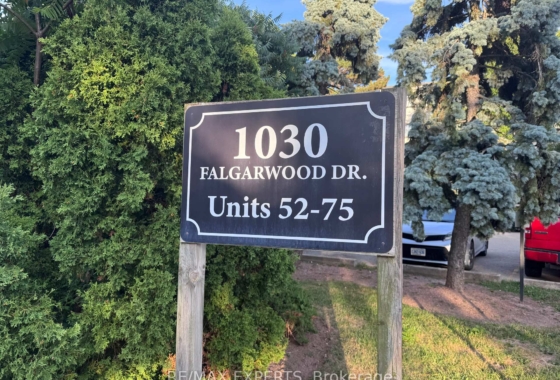 1030
FALGARWOOD DR.
Units 52-75
RE/MAX EXPERTS, Brokerage